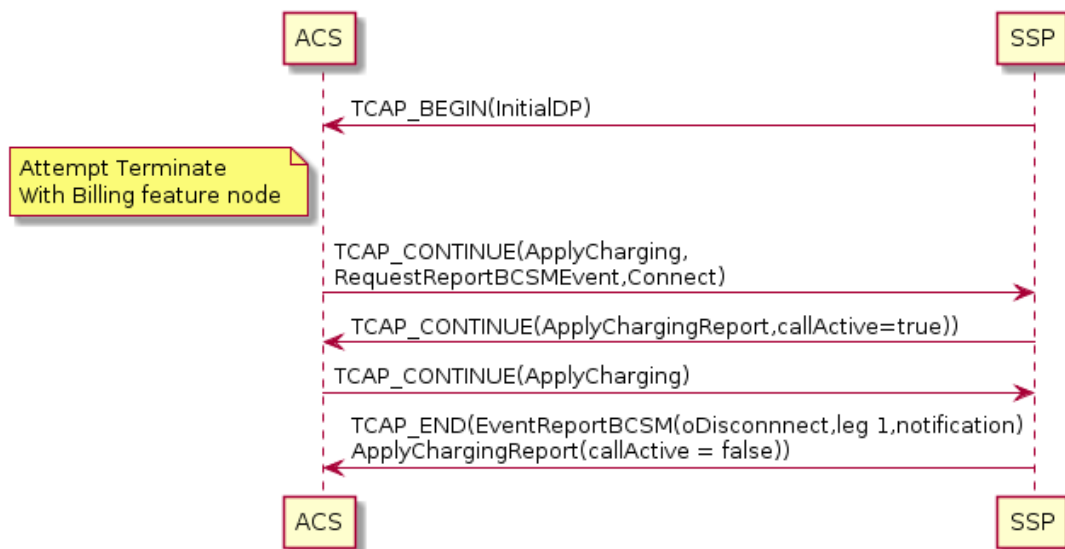 ACS SSP
TCAP_BEGIN(InitialDP)
Attempt Terminate
With Billing feature node
TCAP_CONTINUE(ApplyCharging,
RequestReportBCSMEvent,Connect)
TCAP_CONTINUE(ApplyChargingReport,callActive=true))
TCAP_CONTINUE(ApplyCharging)
TCAP_END(EventReportBCSM(oDisconnnect,leg 1,notification)
ApplyChargingReport(callActive = false))
ACS SSP